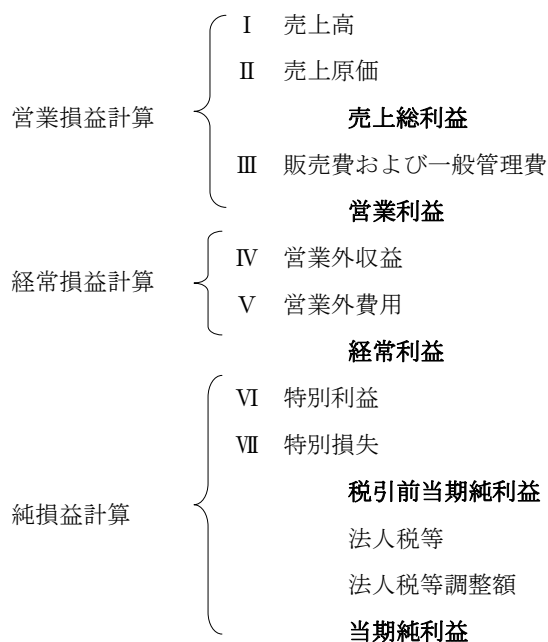 Ⅰ 売上高
Ⅱ 売上原価
営業損益計算
売上総利益
Ⅲ 販売費および一般管理費
営業利益
Ⅳ 営業外収益
経常損益計算
Ⅴ 営業外費用
経常利益
Ⅵ 特別利益
Ⅶ 特別損失
税引前当期純利益
純損益計算
法人税等
法人税等調整額
当期純利益